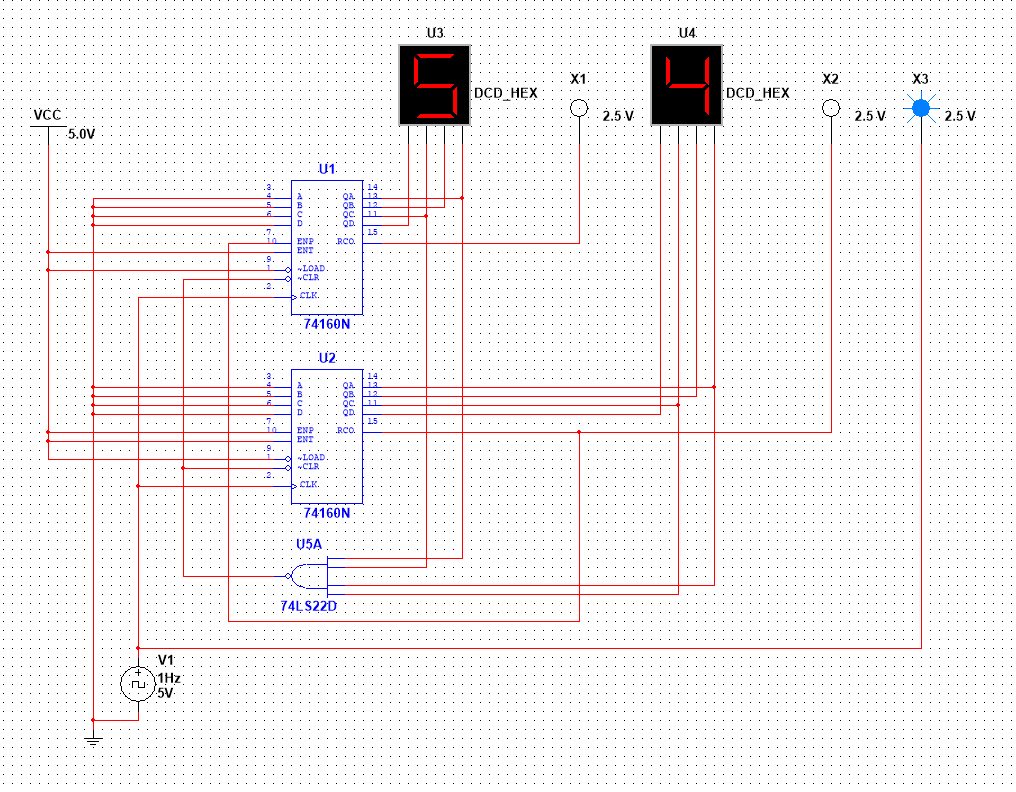 U3
U4
X1
X2
X3
DCD_HEX
DCD_HEX
2.5 V
2.5 V
2.5 V
VCC
5.0V
U1
3
4
5
6
7
10
9
1
2
A
B
C
D
ENP
ENT
~LOAD
~CLR
CLK
QA
QB
QC
QD
RCO
14
13
12
11
15
74160N
U2
3
4
5
6
7
10
9
1
2
A
B
C
D
ENP
ENT
~LOAD
~CLR
CLK
QA
QB
QC
QD
RCO
14
13
12
11
15
74160N
U5A
74LS22D
V1
1Hz
5V
5
4